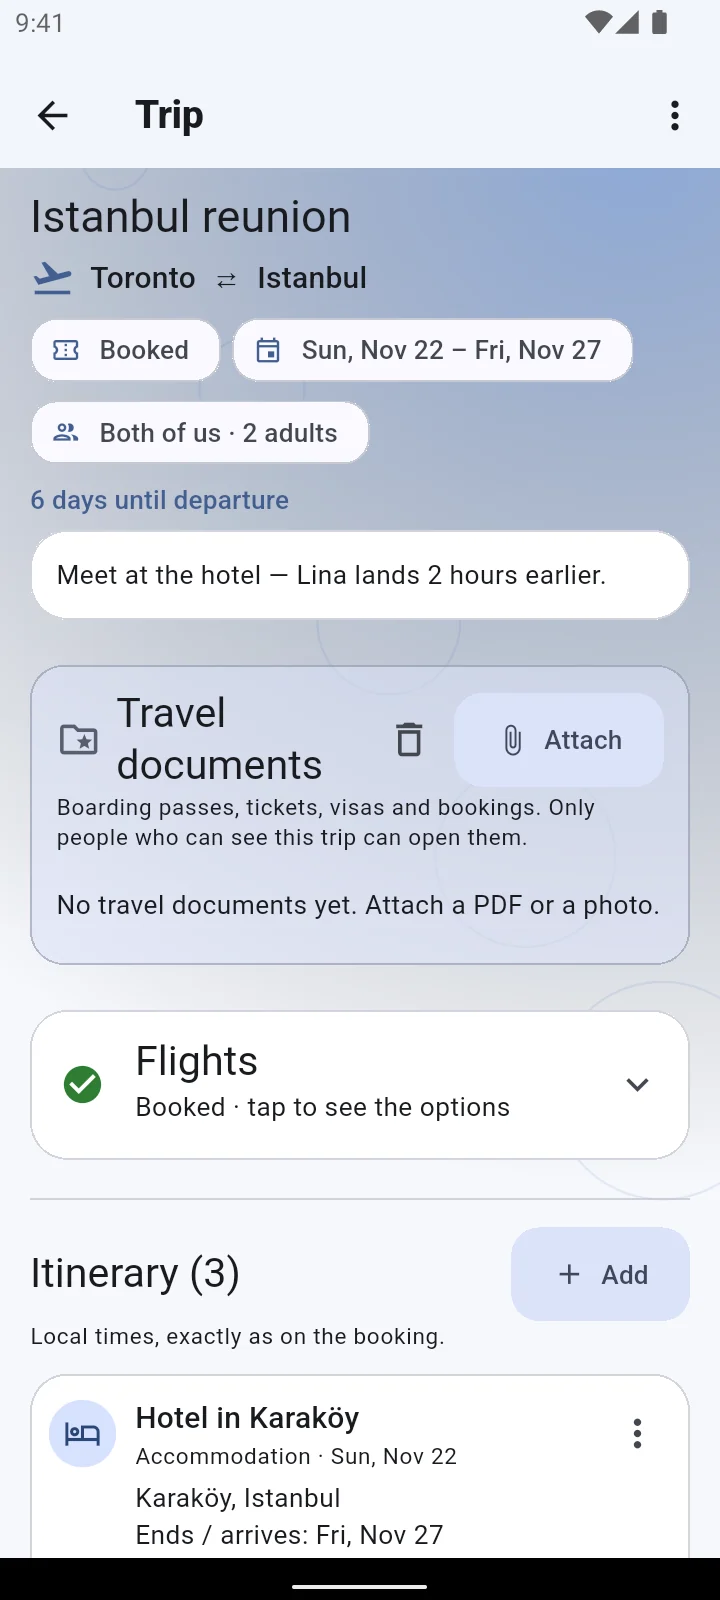 9:41
Trip
Istanbul reunion
Toronto ⇄ Istanbul
Booked
Sun, Nov 22 – Fri, Nov 27
Both of us · 2 adults
6 days until departure
Meet at the hotel — Lina lands 2 hours earlier.
Travel
documents
Attach
Boarding passes, tickets, visas and bookings. Only
people who can see this trip can open them.
No travel documents yet. Attach a PDF or a photo.
Flights
Booked · tap to see the options
Itinerary (3)
Add
Local times, exactly as on the booking.
Hotel in Karaköy
Accommodation · Sun, Nov 22
Karaköy, Istanbul
Ends / arrives: Fri, Nov 27